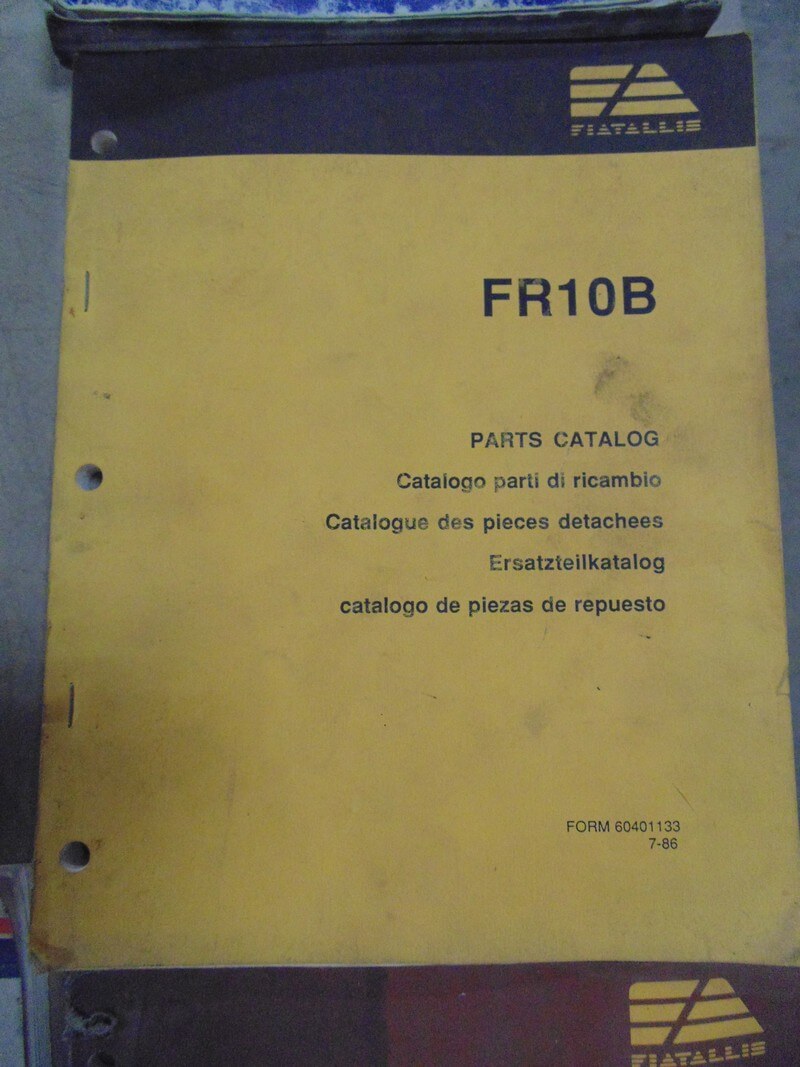 FIATALLIS
FR10B
PARTS CATALOG
Catalogo parti di ricambio
Catalogue des pieces detachees
Ersatzteilkatalog
catalogo de piezas de repuesto
FORM 60401133
7-86
FIATALLIS